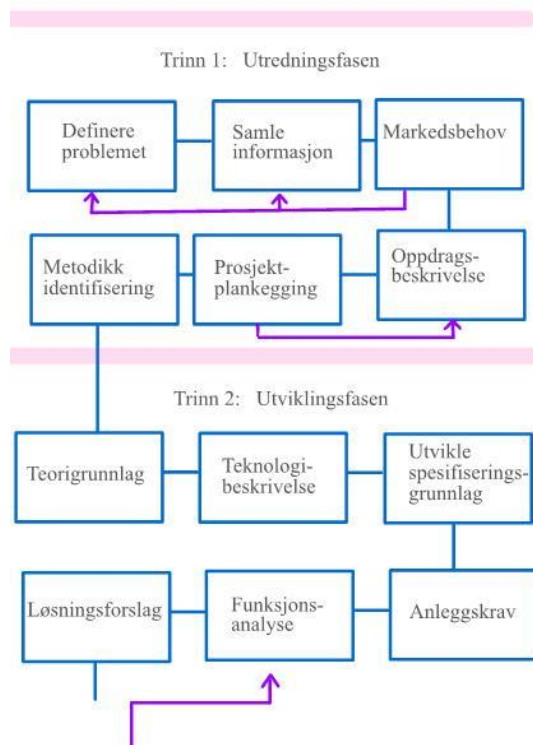 Trinn 1: Utredningsfasen
Definere
problemet
Samle
informasjon
Markedsbehov
Metodikk
identifisering
Prosjekt-
plankegging
Oppdrags-
beskrivelse
Trinn 2: Utviklingsfasen
Teorigrunnlag
Teknologi-
beskrivelse
Utvikle
spesifiserings-
grunnlag
Løsningsforslag
Funksjons-
analyse
Anleggskrav